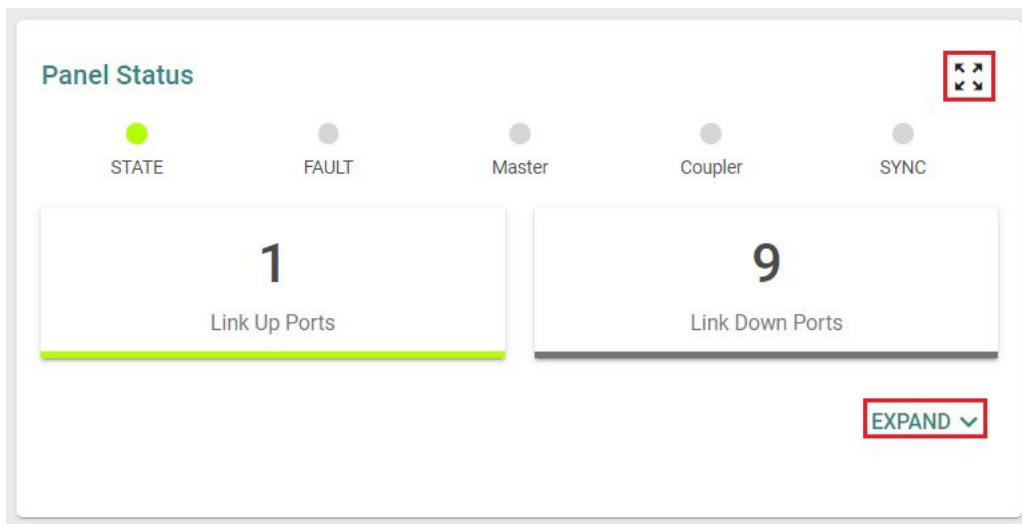 Panel Status
STATE FAULT Master Coupler SYNC
1 9
Link Up Ports Link Down Ports
EXPAND